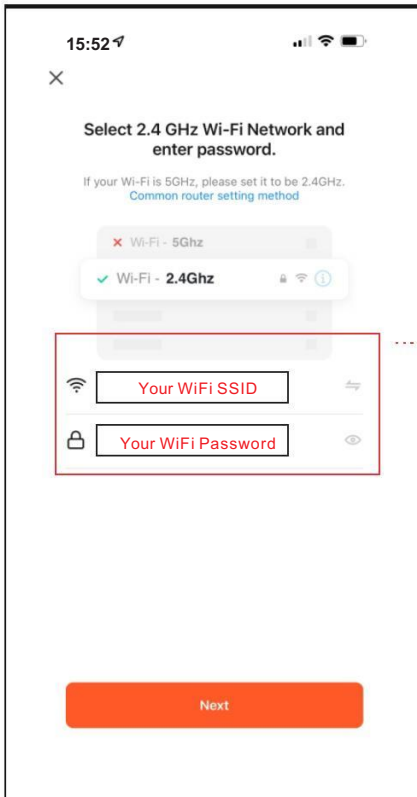 15:52
Select 2.4 GHz Wi-Fi Network and
enter password.
If your Wi-Fi is 5GHz, please set it to be 2.4GHz.
Common router setting method
Wi-Fi - 5Ghz
Wi-Fi - 2.4Ghz
Your WiFi SSID
Your WiFi Password
Next